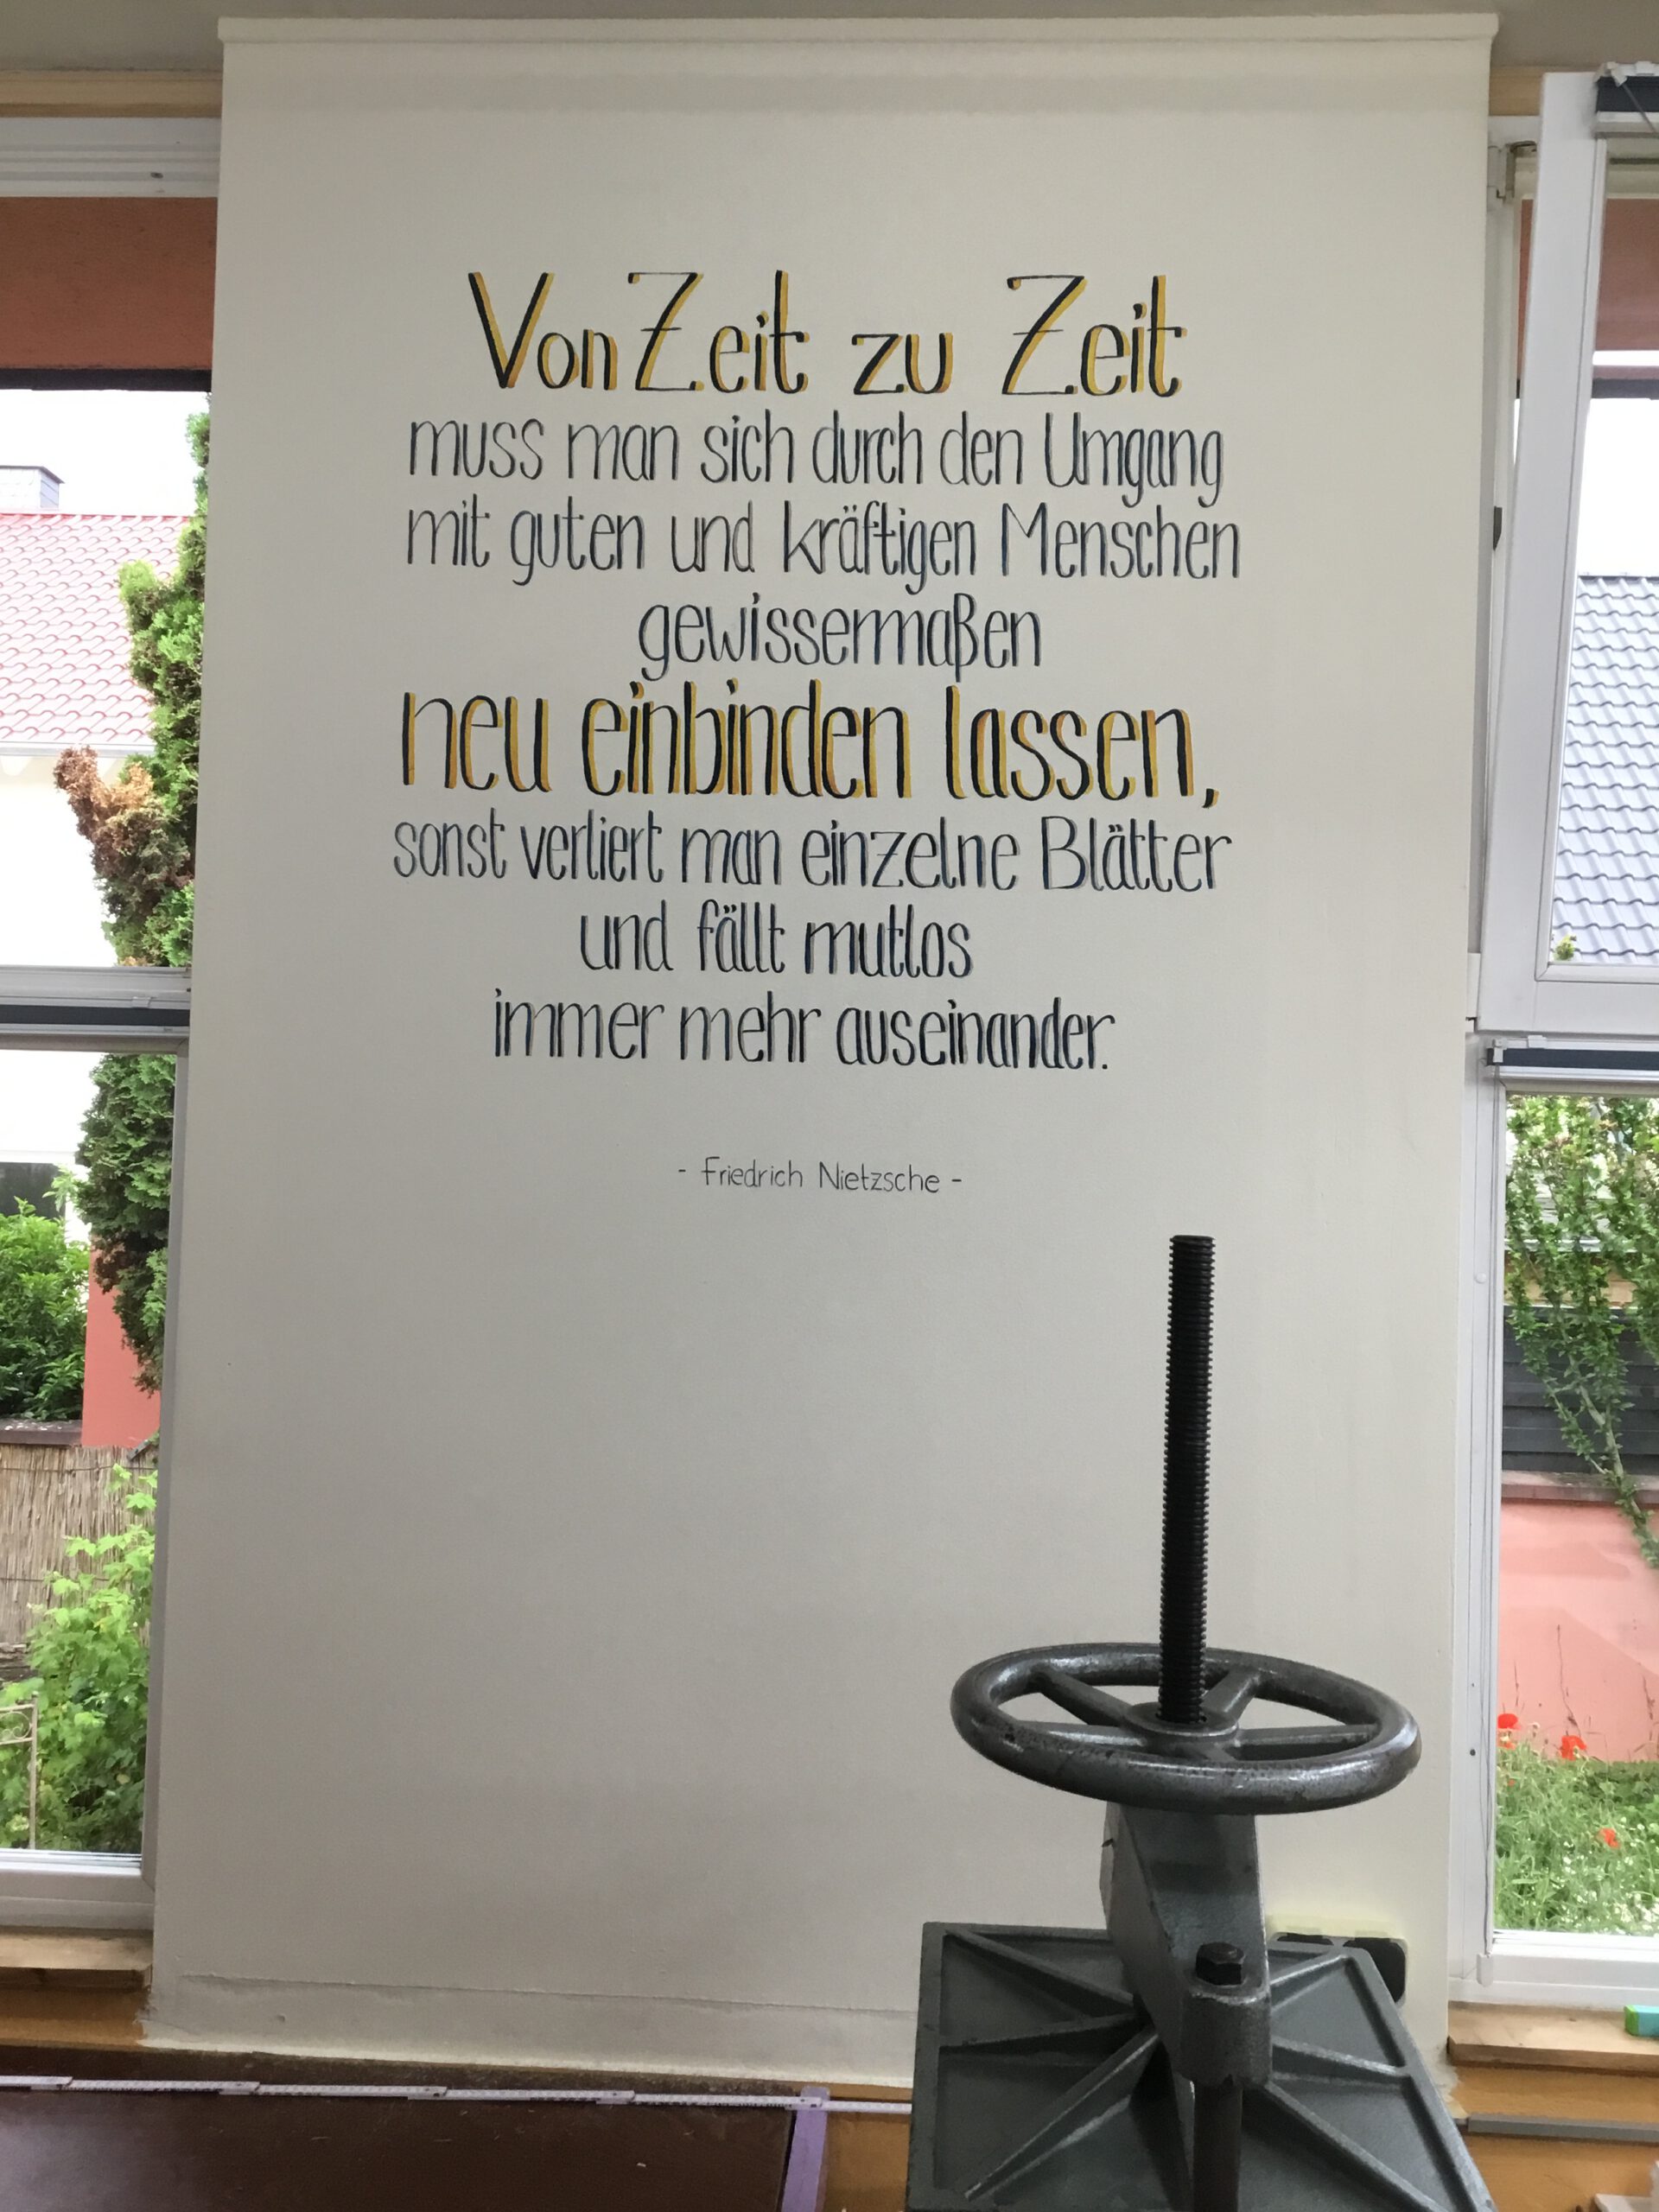 Von Zeit zu Zeit
muss man sich durch den Umgang
mit guten und kräftigen Menschen
gewissermaßen
neu einbinden lassen,
sonst verliert man einzelne Blätter
und fällt mutlos
immer mehr auseinander.
- Friedrich Nietzsche -